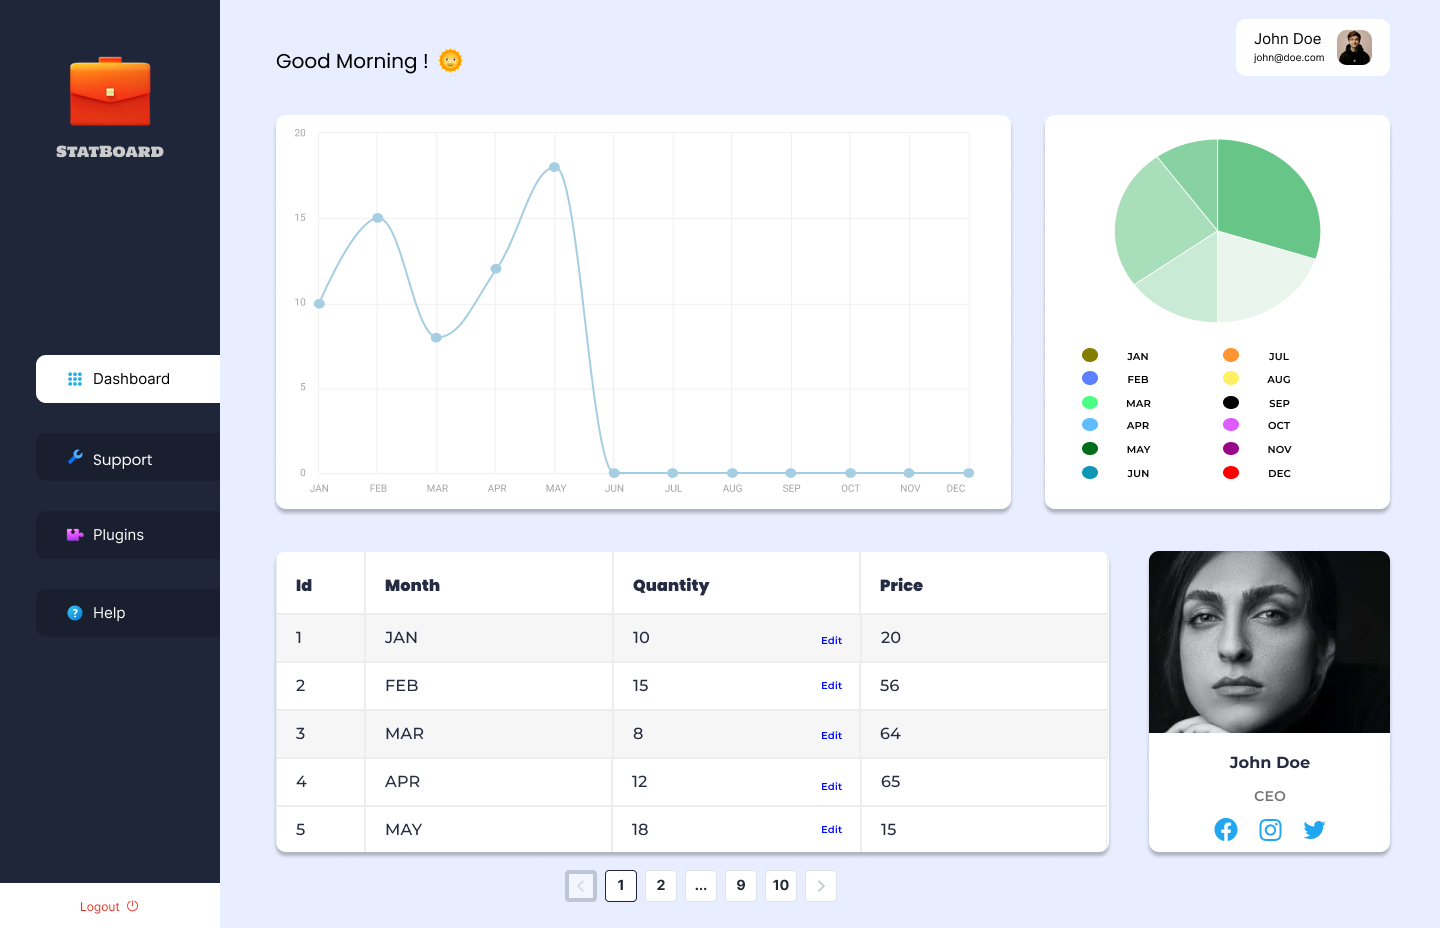 STATBOARD
Dashboard
Support
Plugins
Help
Logout
Good Morning !
John Doe
john@doe.com
20
15
10
5
0
JAN FEB MAR APR MAY JUN JUL AUG SEP OCT NOV DEC
JAN JUL
FEB AUG
MAR SEP
APR OCT
MAY NOV
JUN DEC
Id Month Quantity Price
1 JAN 10 Edit 20
2 FEB 15 Edit 56
3 MAR 8 Edit 64
4 APR 12 Edit 65
5 MAY 18 Edit 15
1 2 ... 9 10
John Doe
CEO